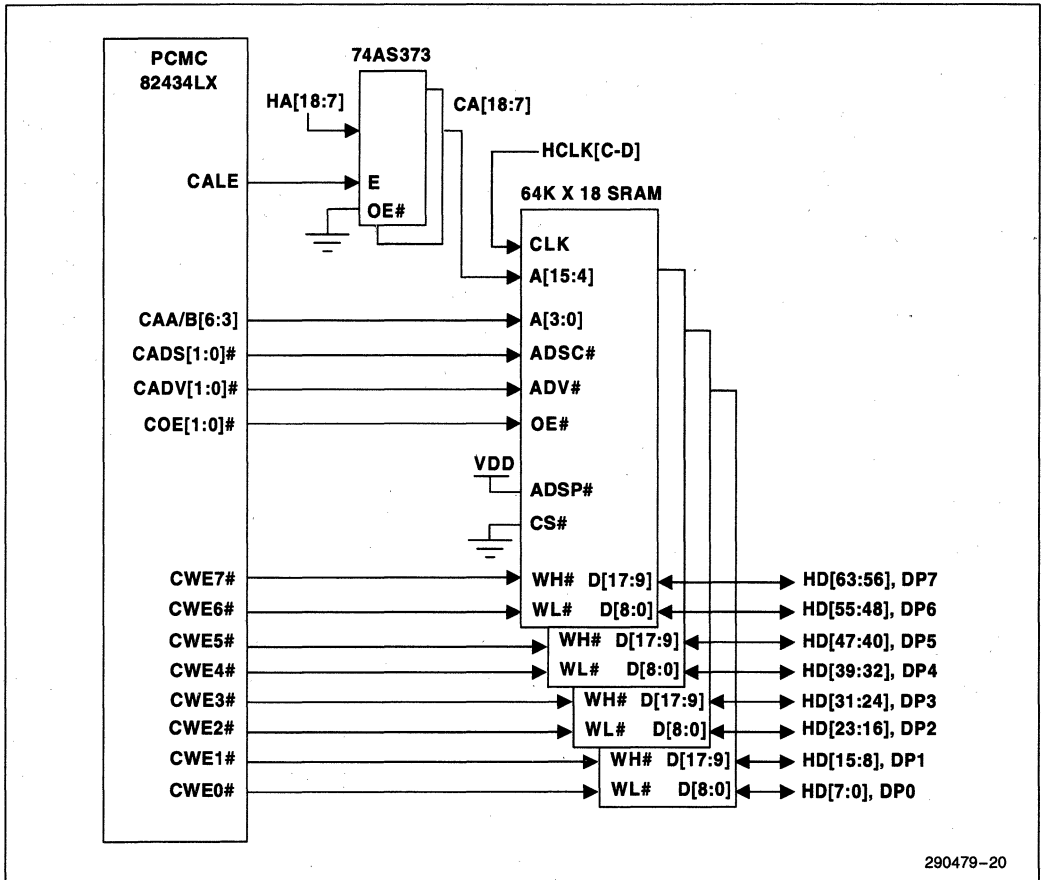 PCMC
82434LX
74AS373
HA[18:7]
CA[18:7]
HCLK[C-D]
CALE
E
OE#
64K X 18 SRAM
CLK
A[15:4]
CAA/B[6:3]
A[3:0]
CADS[1:0]#
ADSC#
CADV[1:0]#
ADV#
COE[1:0]#
OE#
VDD
ADSP#
CS#
CWE7#
WH# D[17:9]
HD[63:56], DP7
CWE6#
WL# D[8:0]
HD[55:48], DP6
CWE5#
WH# D[17:9]
HD[47:40], DP5
CWE4#
WL# D[8:0]
HD[39:32], DP4
CWE3#
WH# D[17:9]
HD[31:24], DP3
CWE2#
WL# D[8:0]
HD[23:16], DP2
CWE1#
WH# D[17:9]
HD[15:8], DP1
CWE0#
WL# D[8:0]
HD[7:0], DP0
290479-20